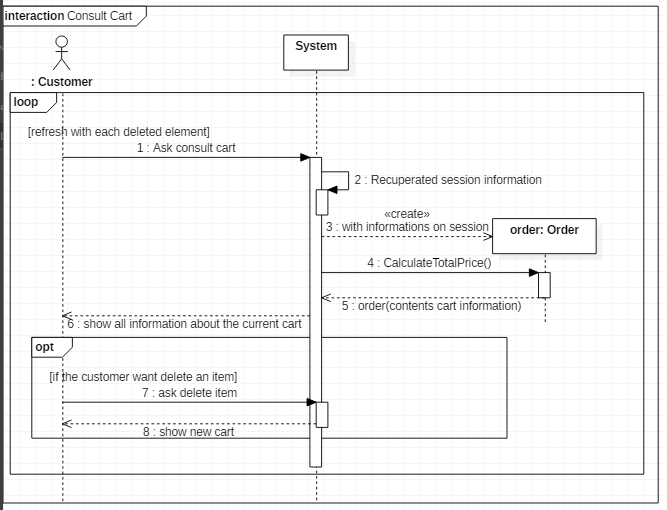 interaction Consult Cart
System
: Customer
loop
[refresh with each deleted element]
1 : Ask consult cart
2 : Recuperated session information
«create»
3 : with informations on session
order: Order
4 : CalculateTotalPrice()
5 : order(contents cart information)
6 : show all information about the current cart
opt
[if the customer want delete an item]
7 : ask delete item
8 : show new cart